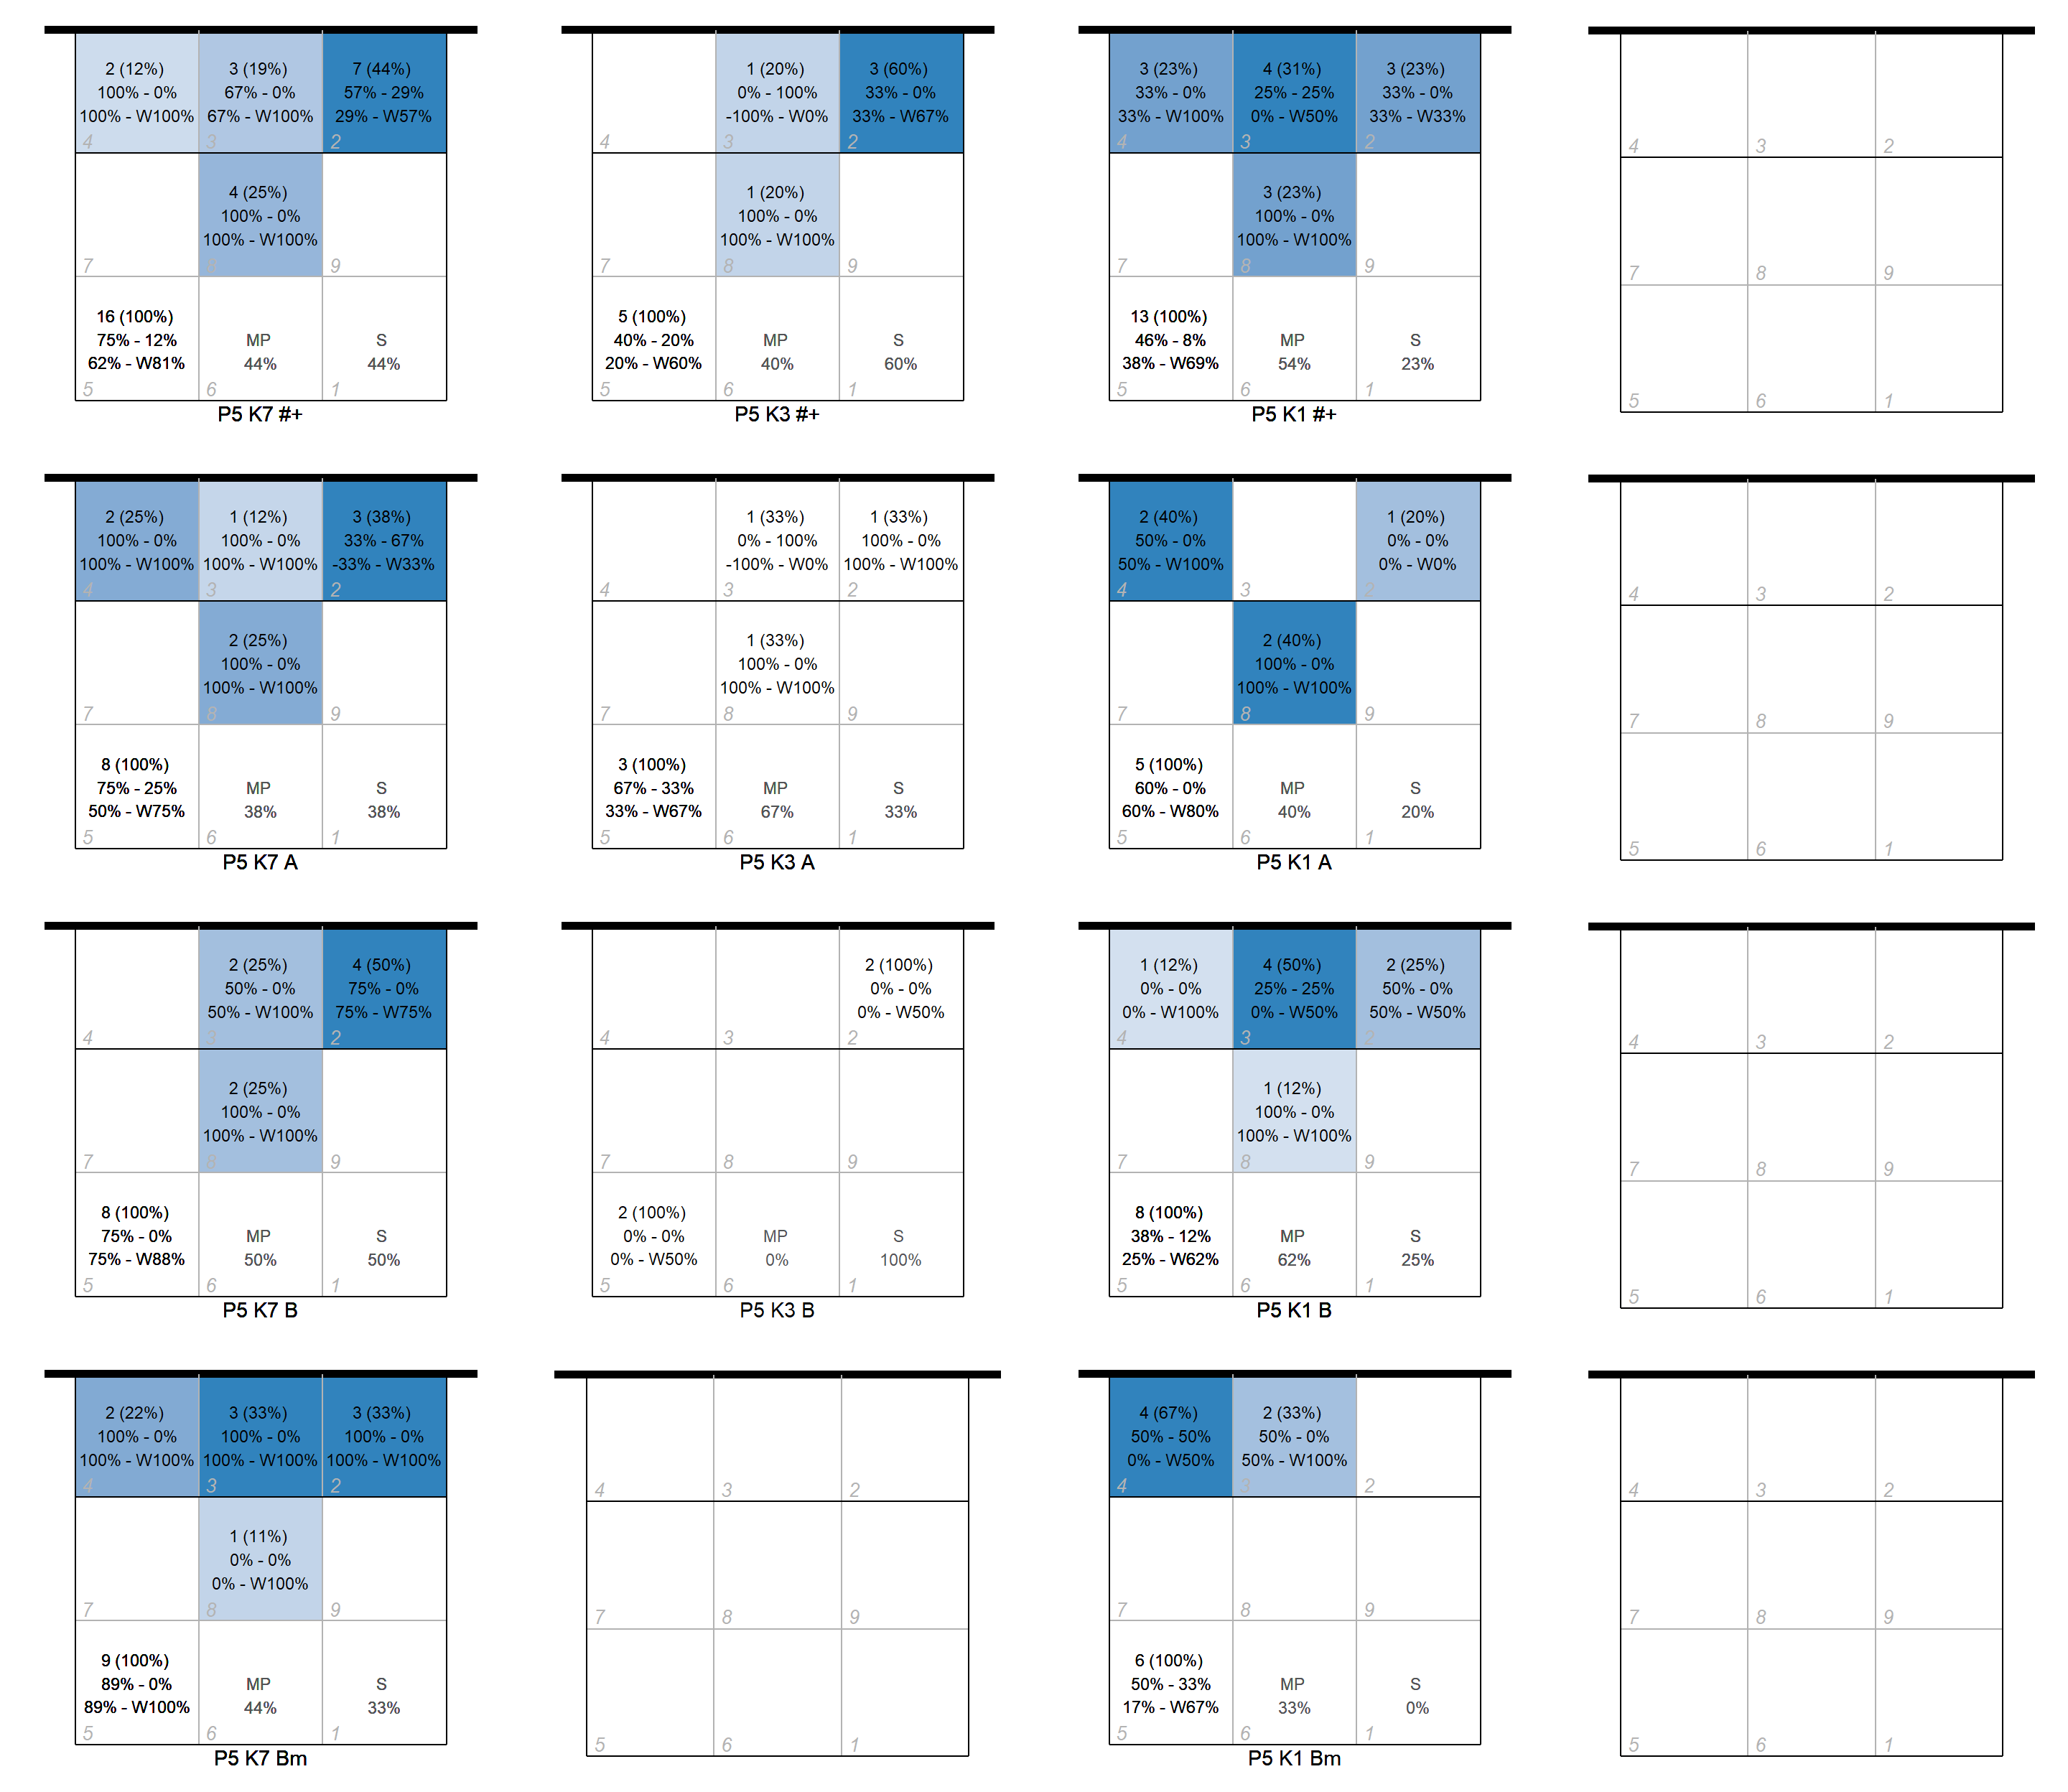 2 (12%) 3 (19%) 7 (44%)
100% - 0% 67% - 0% 57% - 29%
100% - W100% 67% - W100% 29% - W57%
4 3 2
4 (25%)
100% - 0%
100% - W100%
7 8 9
16 (100%)
75% - 12% MP S
62% - W81% 44% 44%
5 6 1
P5 K7 #+
1 (20%) 3 (60%)
0% - 100% 33% - 0%
-100% - W0% 33% - W67%
4 3 2
1 (20%)
100% - 0%
100% - W100%
7 8 9
5 (100%)
40% - 20% MP S
20% - W60% 40% 60%
5 6 1
P5 K3 #+
3 (23%) 4 (31%) 3 (23%)
33% - 0% 25% - 25% 33% - 0%
33% - W100% 0% - W50% 33% - W33%
4 3 2
3 (23%)
100% - 0%
100% - W100%
7 8 9
13 (100%)
46% - 8% MP S
38% - W69% 54% 23%
5 6 1
P5 K1 #+
4 3 2
7 8 9
5 6 1
2 (25%) 1 (12%) 3 (38%)
100% - 0% 100% - 0% 33% - 67%
100% - W100% 100% - W100% -33% - W33%
4 3 2
2 (25%)
100% - 0%
100% - W100%
7 8 9
8 (100%)
75% - 25% MP S
50% - W75% 38% 38%
5 6 1
P5 K7 A
1 (33%) 1 (33%)
0% - 100% 100% - 0%
-100% - W0% 100% - W100%
4 3 2
1 (33%)
100% - 0%
100% - W100%
7 8 9
3 (100%)
67% - 33% MP S
33% - W67% 67% 33%
5 6 1
P5 K3 A
2 (40%) 1 (20%)
50% - 0% 0% - 0%
50% - W100% 0% - W0%
4 3 2
2 (40%)
100% - 0%
100% - W100%
7 8 9
5 (100%)
60% - 0% MP S
60% - W80% 40% 20%
5 6 1
P5 K1 A
4 3 2
7 8 9
5 6 1
2 (25%) 4 (50%)
50% - 0% 75% - 0%
50% - W100% 75% - W75%
4 3 2
2 (25%)
100% - 0%
100% - W100%
7 8 9
8 (100%)
75% - 0% MP S
75% - W88% 50% 50%
5 6 1
P5 K7 B
2 (100%)
0% - 0%
0% - W50%
4 3 2
7 8 9
2 (100%)
0% - 0% MP S
0% - W50% 0% 100%
5 6 1
P5 K3 B
1 (12%) 4 (50%) 2 (25%)
0% - 0% 25% - 25% 50% - 0%
0% - W100% 0% - W50% 50% - W50%
4 3 2
1 (12%)
100% - 0%
100% - W100%
7 8 9
8 (100%)
38% - 12% MP S
25% - W62% 62% 25%
5 6 1
P5 K1 B
4 3 2
7 8 9
5 6 1
2 (22%) 3 (33%) 3 (33%)
100% - 0% 100% - 0% 100% - 0%
100% - W100% 100% - W100% 100% - W100%
4 3 2
1 (11%)
0% - 0%
0% - W100%
7 8 9
9 (100%)
89% - 0% MP S
89% - W100% 44% 33%
5 6 1
P5 K7 Bm
4 3 2
7 8 9
5 6 1
4 (67%) 2 (33%)
50% - 50% 50% - 0%
0% - W50% 50% - W100%
4 3 2
7 8 9
6 (100%)
50% - 33% MP S
17% - W67% 33% 0%
5 6 1
P5 K1 Bm
4 3 2
7 8 9
5 6 1